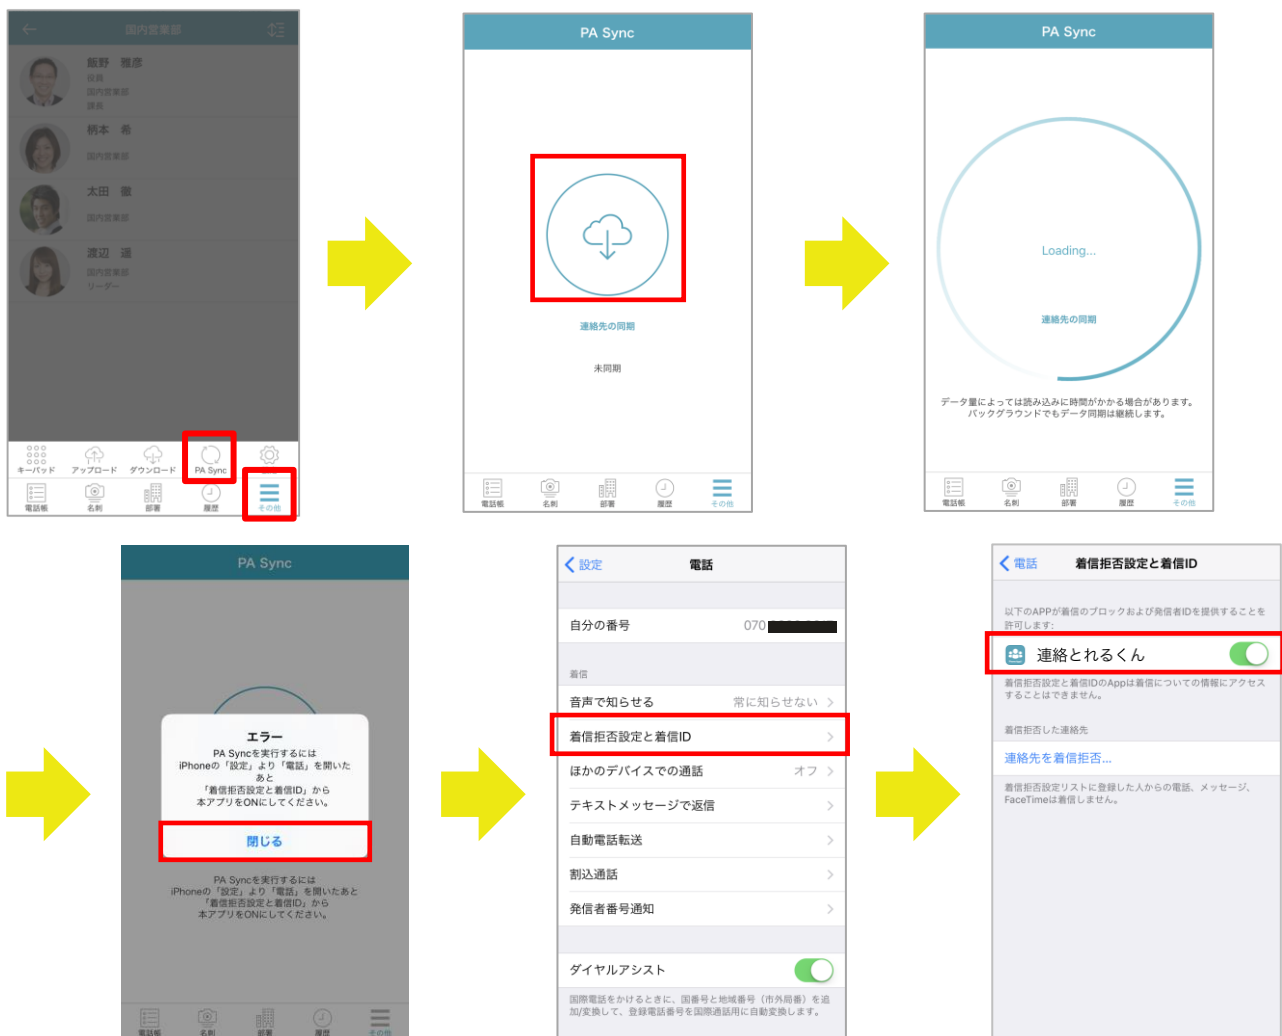 国内営業部
飯野 雅彦
役員
国内営業部
課長
柄本 希
国内営業部
太田 徹
国内営業部
渡辺 遥
国内営業部
リーダー
キーパッド アップロード ダウンロード PA Sync
電話帳 名刺 部署 履歴 その他
PA Sync
連絡先の同期
未同期
電話帳 名刺 部署 履歴 その他
PA Sync
Loading...
連絡先の同期
データ量によっては読み込みに時間がかかる場合があります。
バックグラウンドでもデータ同期は継続します。
電話帳 名刺 部署 履歴 その他
PA Sync
エラー
PA Syncを実行するには
iPhoneの「設定」より「電話」を開いた
あと
「着信拒否設定と着信ID」から
本アプリをONにしてください。
閉じる
PA Syncを実行するには
iPhoneの「設定」より「電話」を開いたあと
「着信拒否設定と着信ID」から
本アプリをONにしてください。
電話帳 名刺 部署 履歴 その他
設定 電話
自分の番号 070
着信
音声で知らせる 常に知らせない
着信拒否設定と着信ID
ほかのデバイスでの通話 オフ
テキストメッセージで返信
自動電話転送
割込通話
発信者番号通知
ダイヤルアシスト
国際電話をかけるときに、国番号と地域番号（市外局番）を追
加/変換して、登録電話番号を国際通話用に自動変換します。
電話 着信拒否設定と着信ID
以下のAPPが着信のブロックおよび発信者IDを提供することを
許可します:
連絡とれるくん
着信拒否設定と着信IDのAppは着信についての情報にアクセス
することはできません。
着信拒否した連絡先
連絡先を着信拒否...
着信拒否設定リストに登録した人からの電話、メッセージ、
FaceTimeは着信しません。